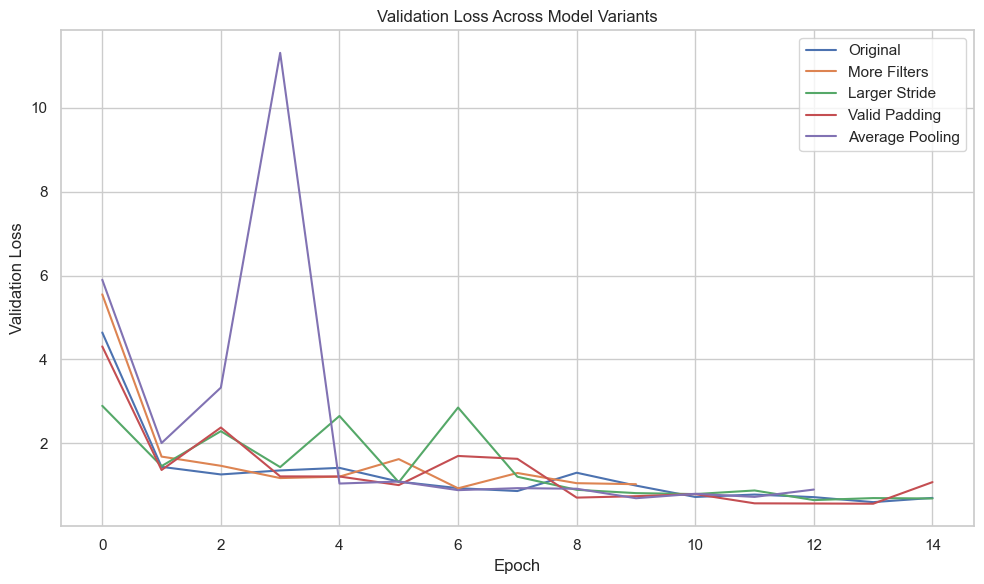 Validation Loss Across Model Variants
Original
More Filters
Larger Stride
Valid Padding
Average Pooling
Validation Loss
10
8
6
4
2
0 2 4 6 8 10 12 14
Epoch